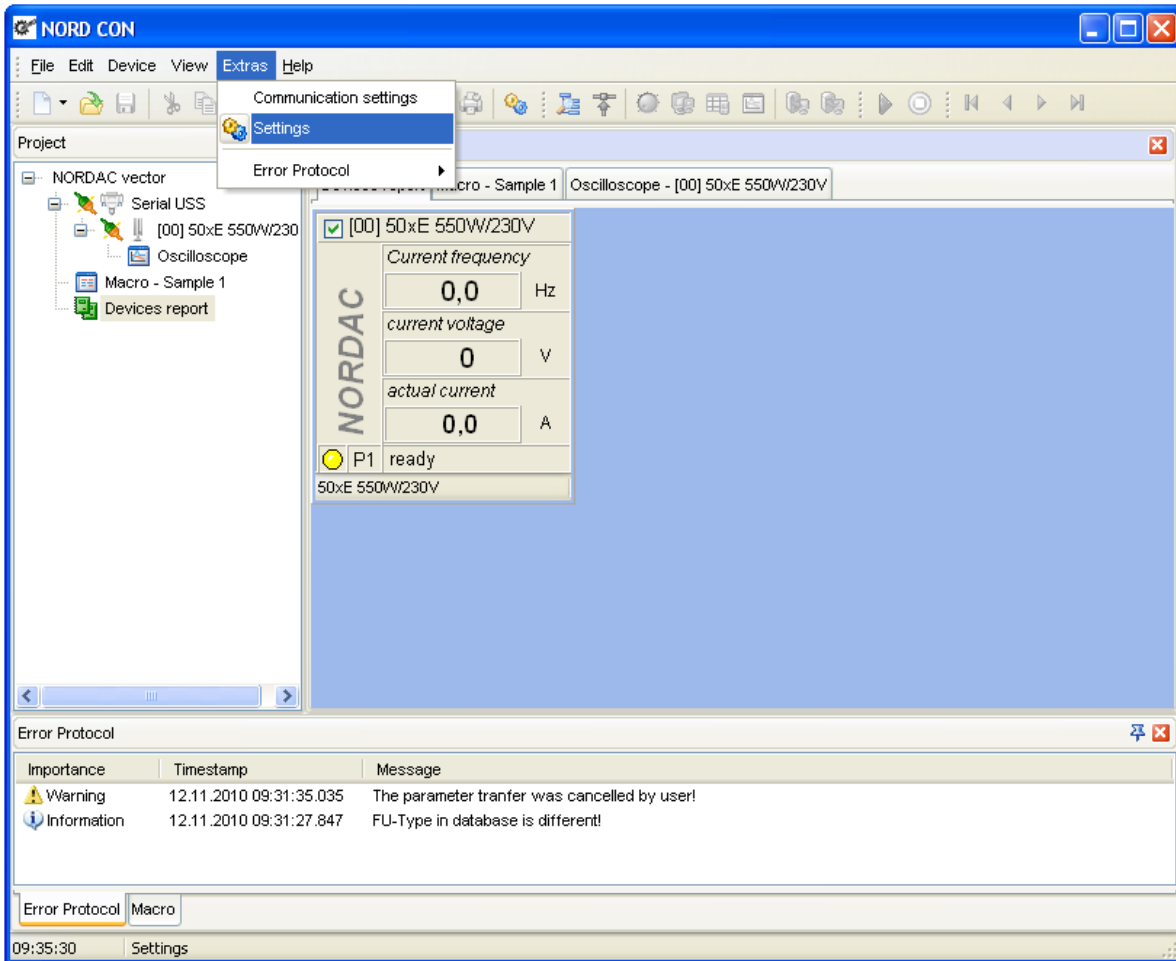 NORD CON
File Edit Device View Extras Help
Communication settings
Settings
Error Protocol
Project
NORDAC vector
Serial USS
[00] 50xE 550W/230
Oscilloscope
Macro - Sample 1
Devices report
Macro - Sample 1 Oscilloscope - [00] 50xE 550W/230V
[00] 50xE 550W/230V
NORDAC
Current frequency
0,0 Hz
current voltage
0 V
actual current
0,0 A
P1 ready
50xE 550W/230V
Error Protocol
Importance Timestamp Message
Warning 12.11.2010 09:31:35.035 The parameter tranfer was cancelled by user!
Information 12.11.2010 09:31:27.847 FU-Type in database is different!
Error Protocol Macro
09:35:30 Settings